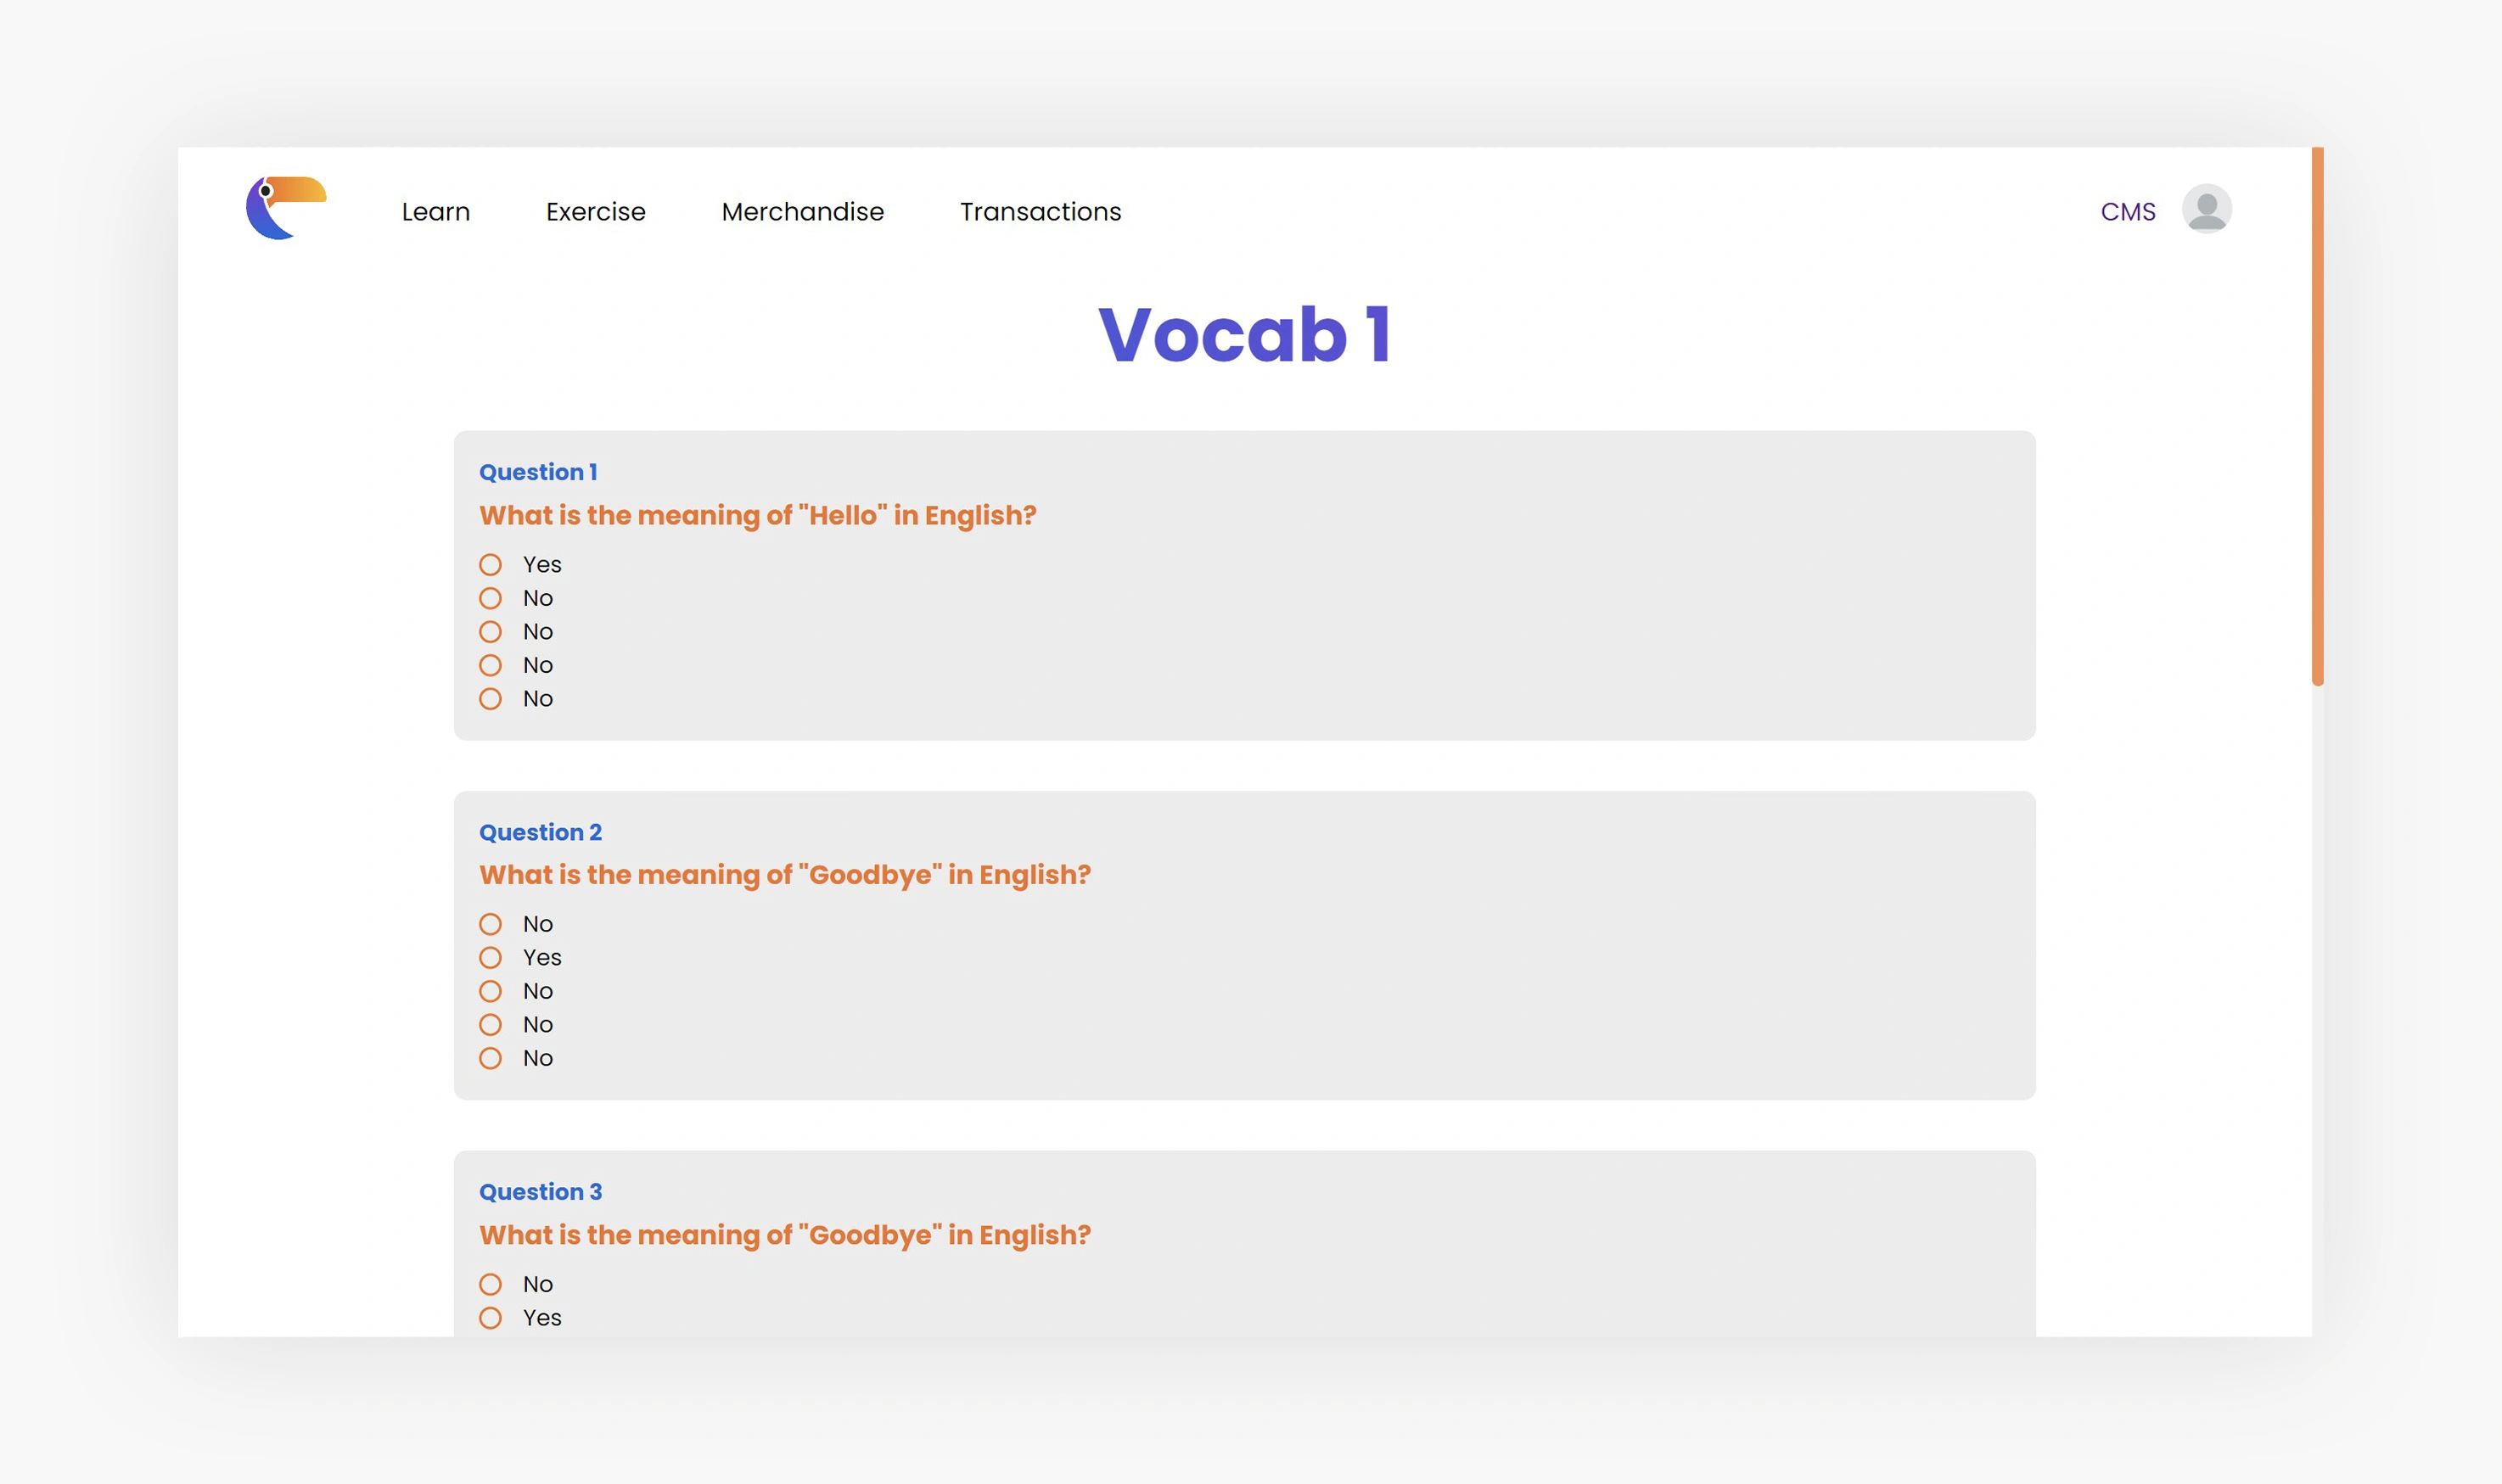 Learn Exercise Merchandise Transactions CMS
Vocab 1
Question 1
What is the meaning of "Hello" in English?
Yes
No
No
No
No
Question 2
What is the meaning of "Goodbye" in English?
No
Yes
No
No
No
Question 3
What is the meaning of "Goodbye" in English?
No
Yes